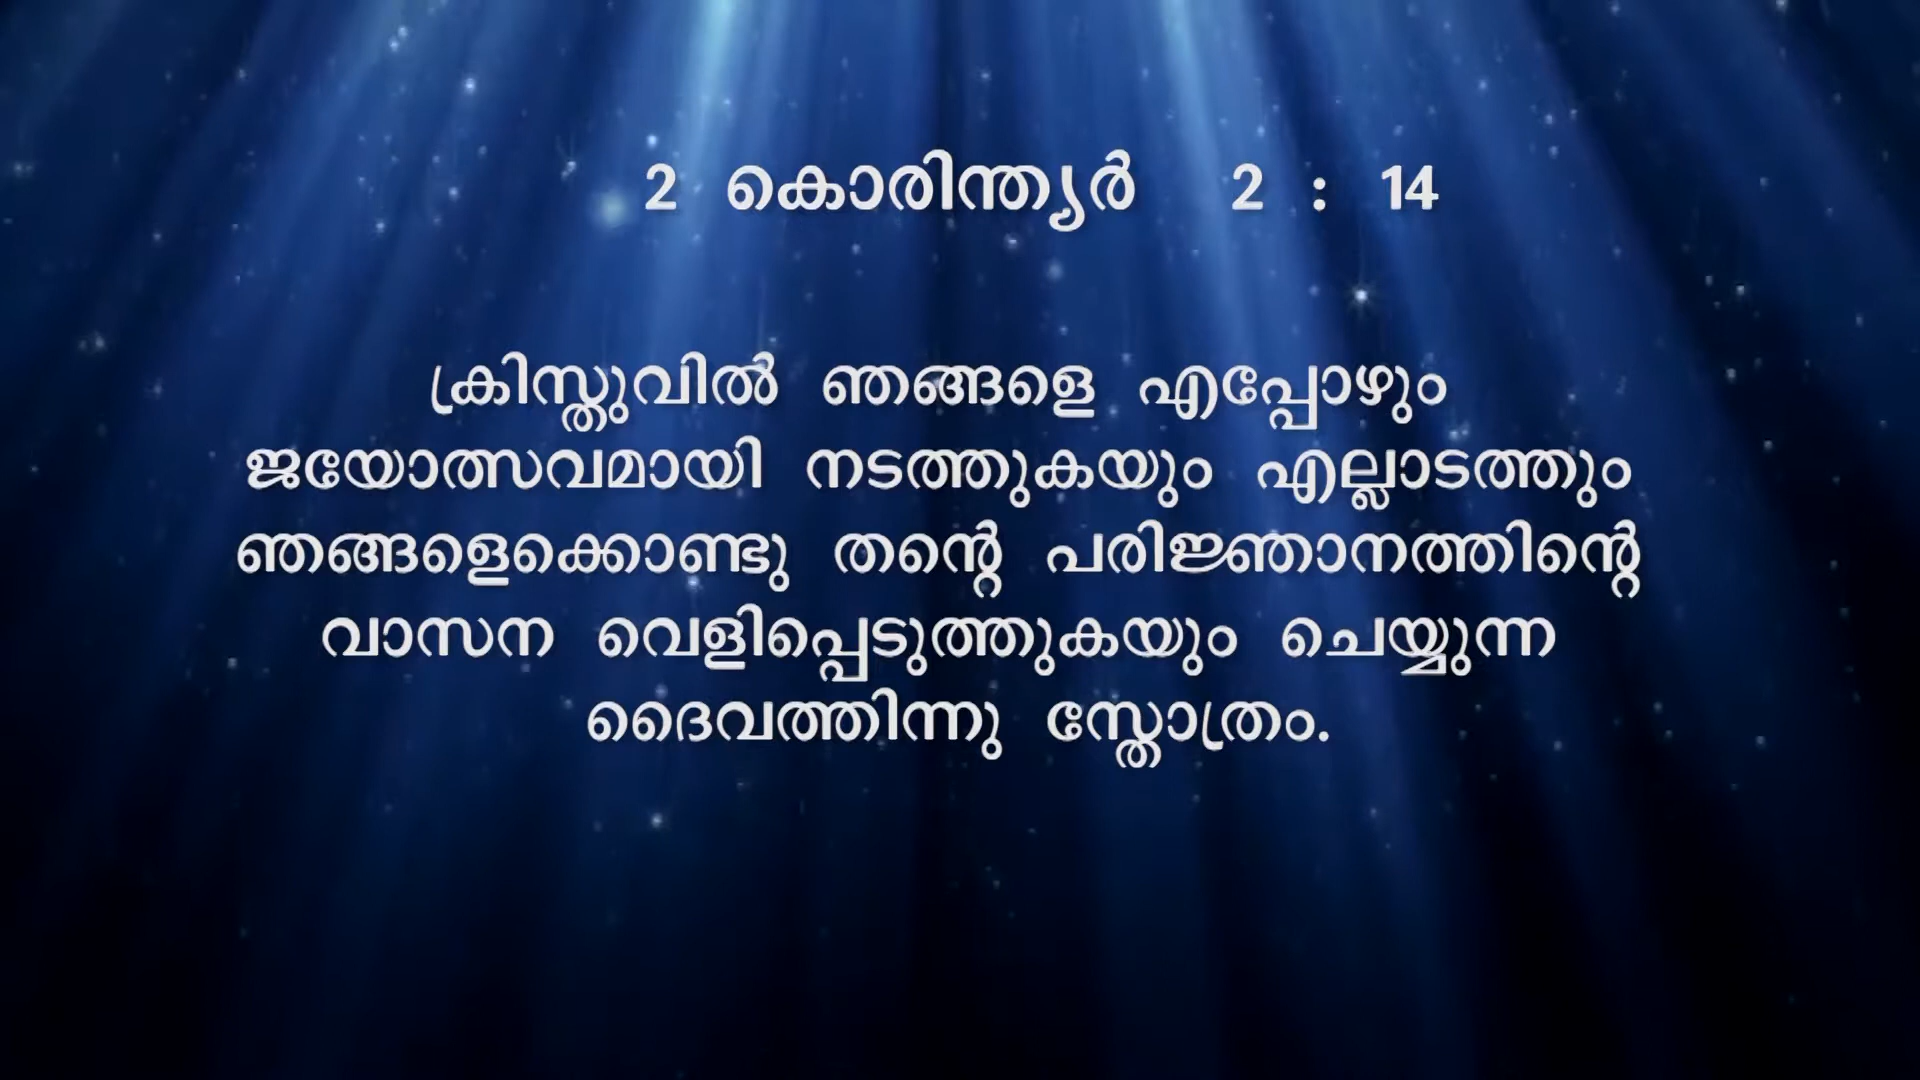 2 കൊരിന്ത്യർ 2 : 14
ക്രിസ്തുവിൽ ഞങ്ങളെ എപ്പോഴും
ജയോത്സവമായി നടത്തുകയും എല്ലാടത്തും
ഞങ്ങളെക്കൊണ്ടു തന്റെ പരിജ്ഞാനത്തിന്റെ
വാസന വെളിപ്പെടുത്തുകയും ചെയ്യുന്ന
ദൈവത്തിന്നു സ്തോത്രം.